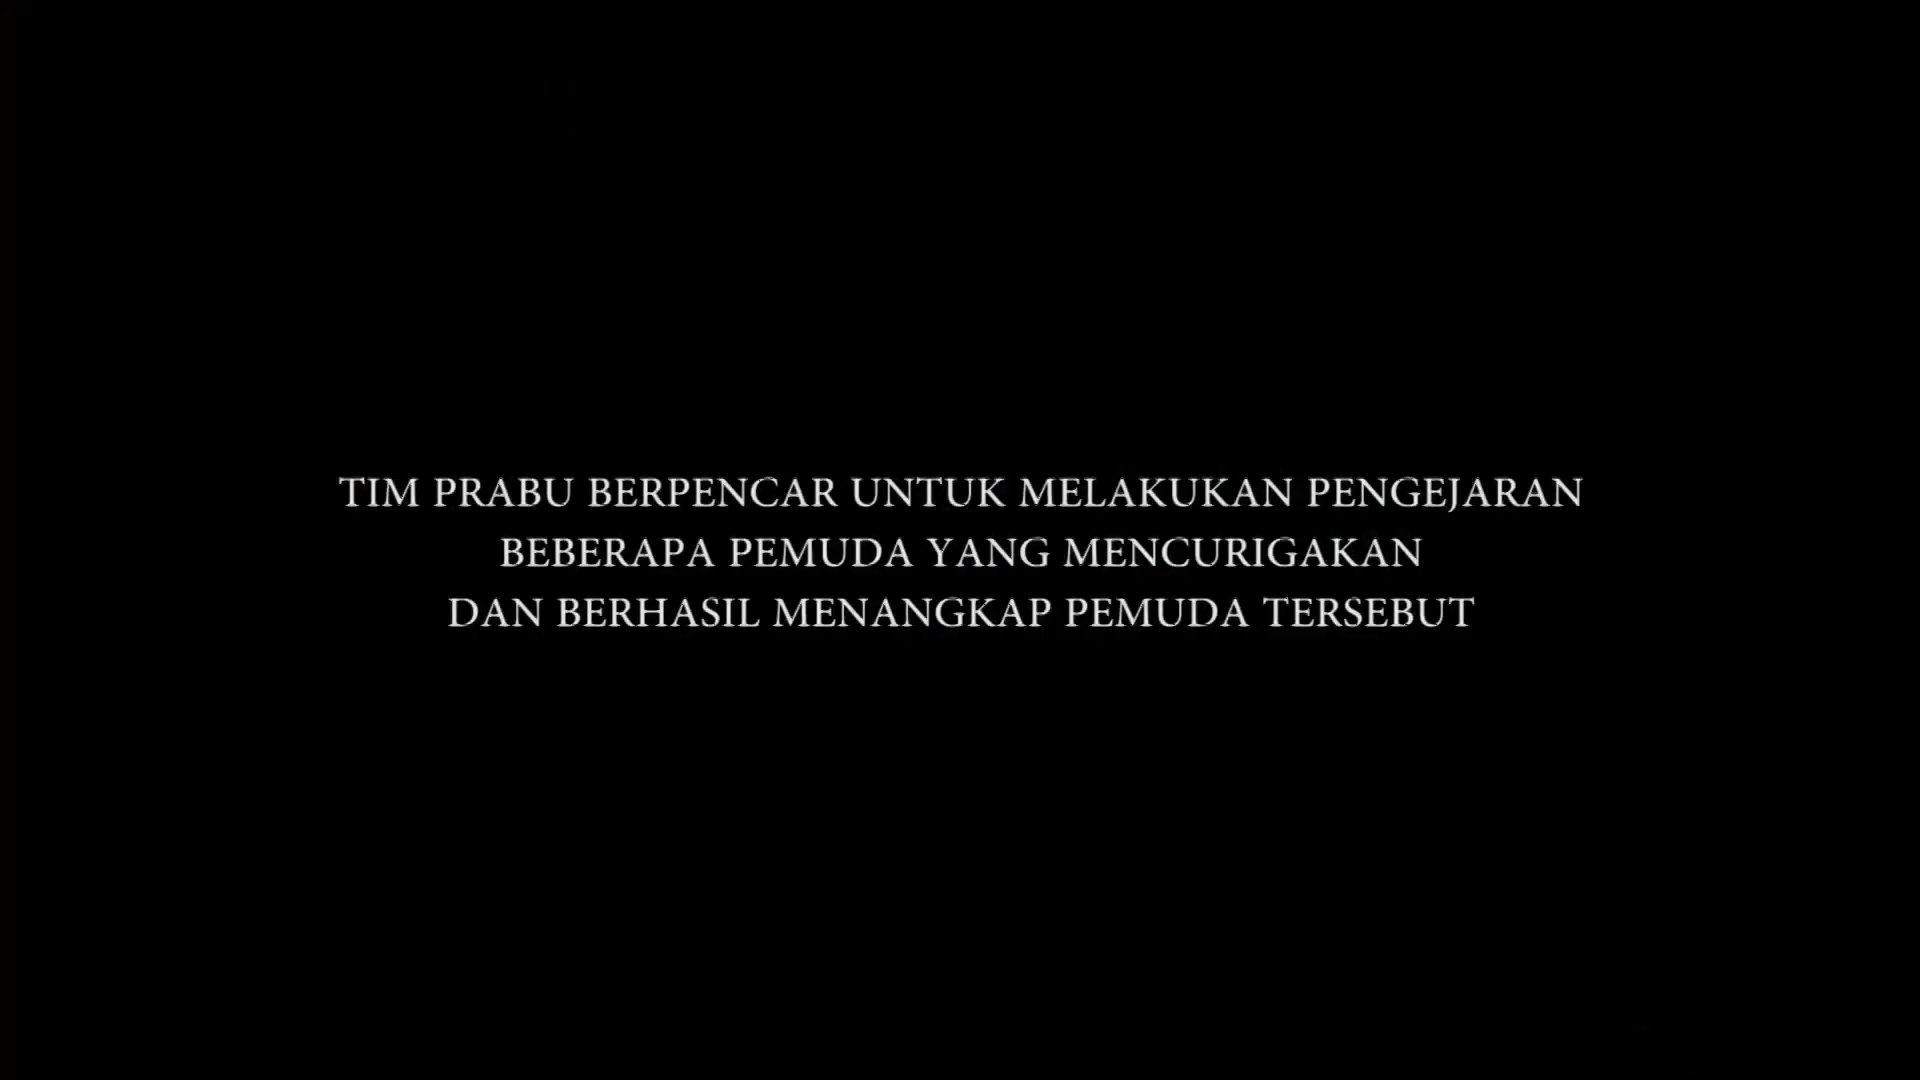 TIM PRABU BERPENCAR UNTUK MELAKUKAN PENGEJARAN
BEBERAPA PEMUDA YANG MENCURIGAKAN
DAN BERHASIL MENANGKAP PEMUDA TERSEBUT